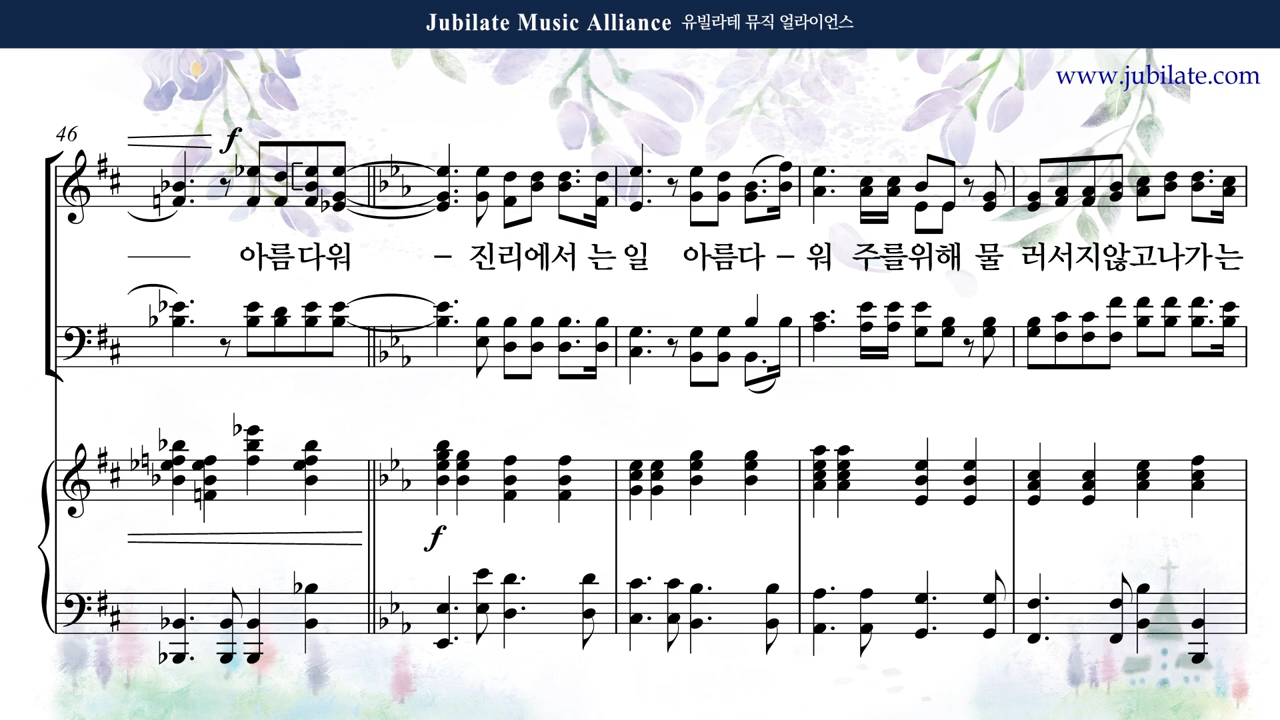 Jubilate Music Alliance 유빌라테 뮤직 얼라이언스
www.jubilate.com
46
f
아름다워 – 진리에서 는 일 아름다 – 워 주를위해 물 러서지않고나가는
f